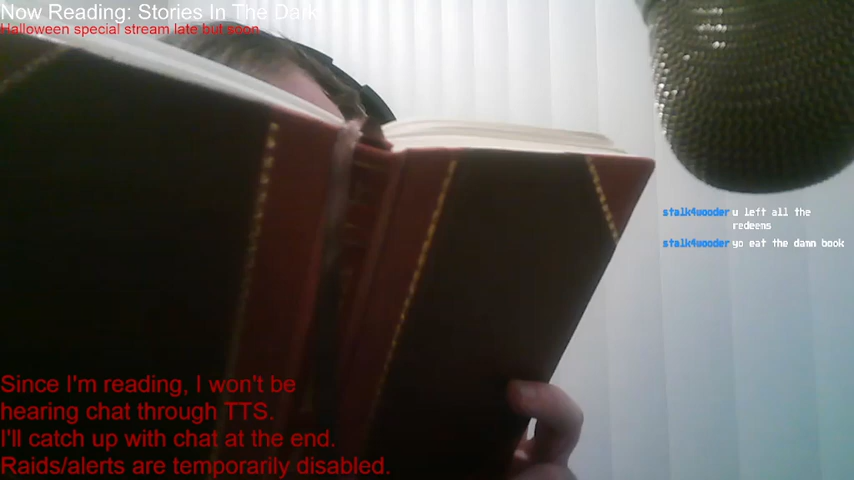 Now Reading: Stories In The Dark
Halloween special stream late but soon
stalk4wooder u left all the
redeems
stalk4wooder yo eat the damn book
Since I'm reading, I won't be
hearing chat through TTS.
I'll catch up with chat at the end.
Raids/alerts are temporarily disabled.